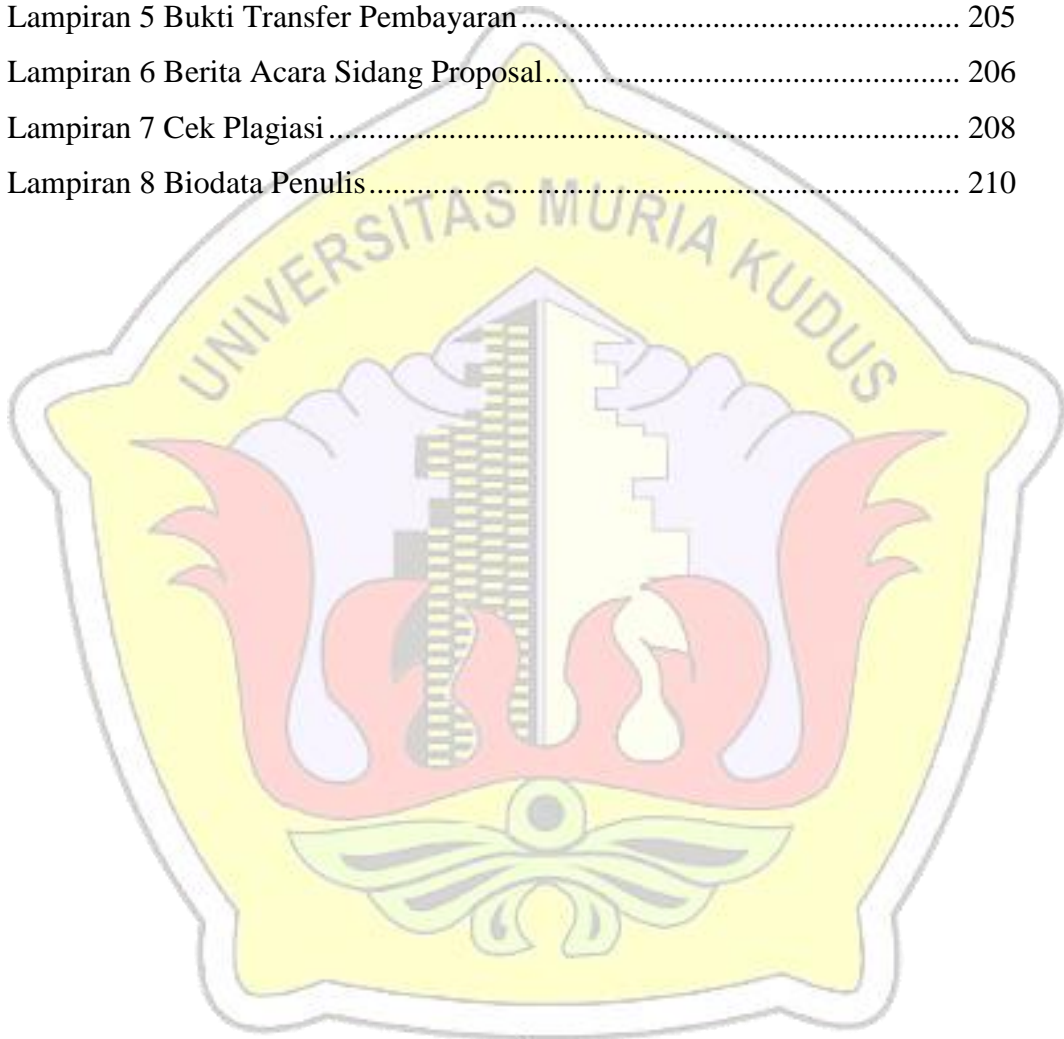 Lampiran 5 Bukti Transfer Pembayaran.................................................... 205
Lampiran 6 Berita Acara Sidang Proposal................................................. 206
Lampiran 7 Cek Plagiasi........................................................................... 208
Lampiran 8 Biodata Penulis...................................................................... 210
UNIVERSITAS MURIA KUDUS